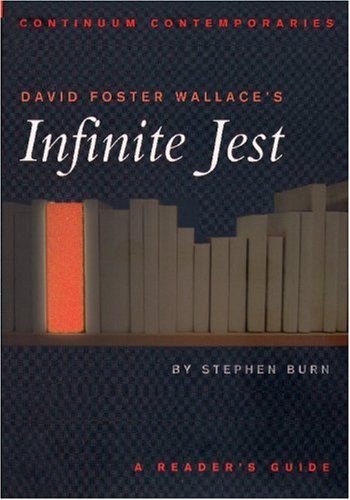 CONTINUUM CONTEMPORARIES
DAVID FOSTER WALLACE'S
Infinite Jest
BY STEPHEN BURN
A READER'S GUIDE